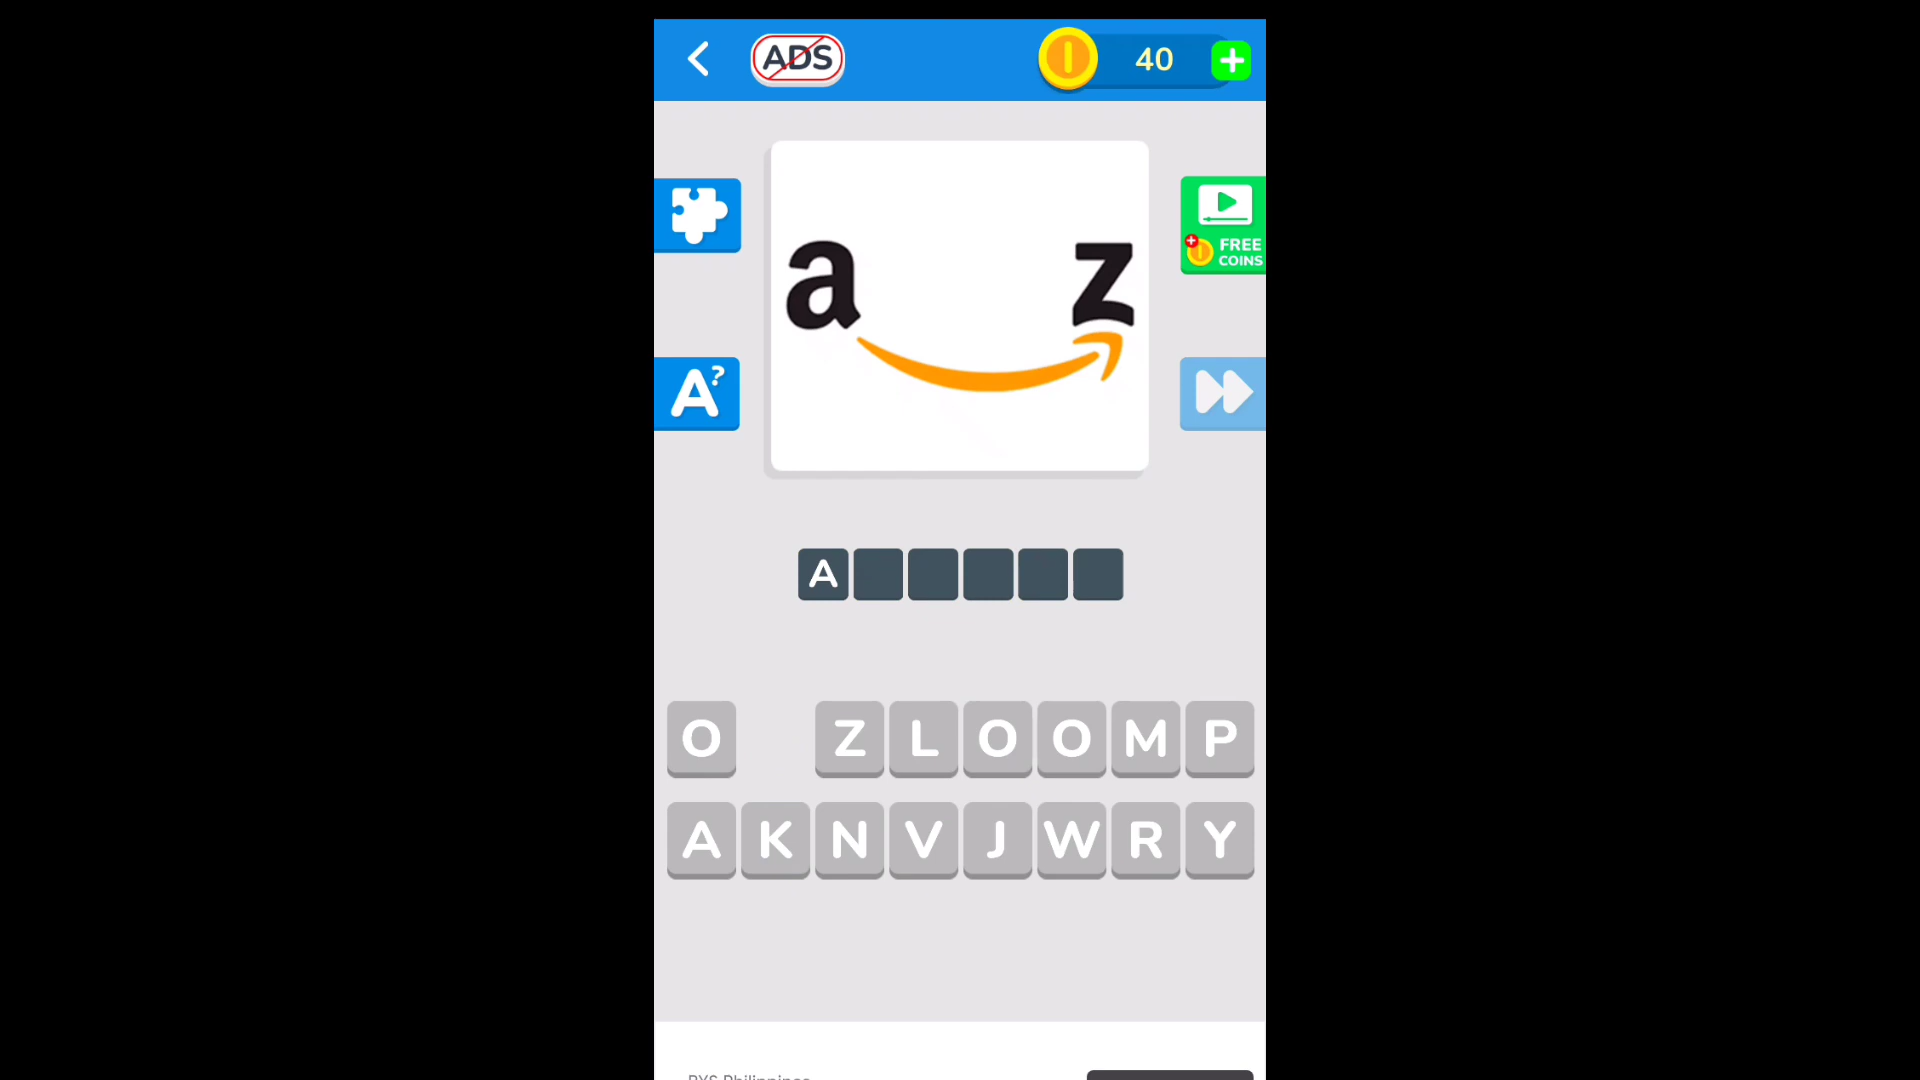 ADS
40
a z
FREE
COINS
A?
A
O Z L O O M P
A K N V J W R Y